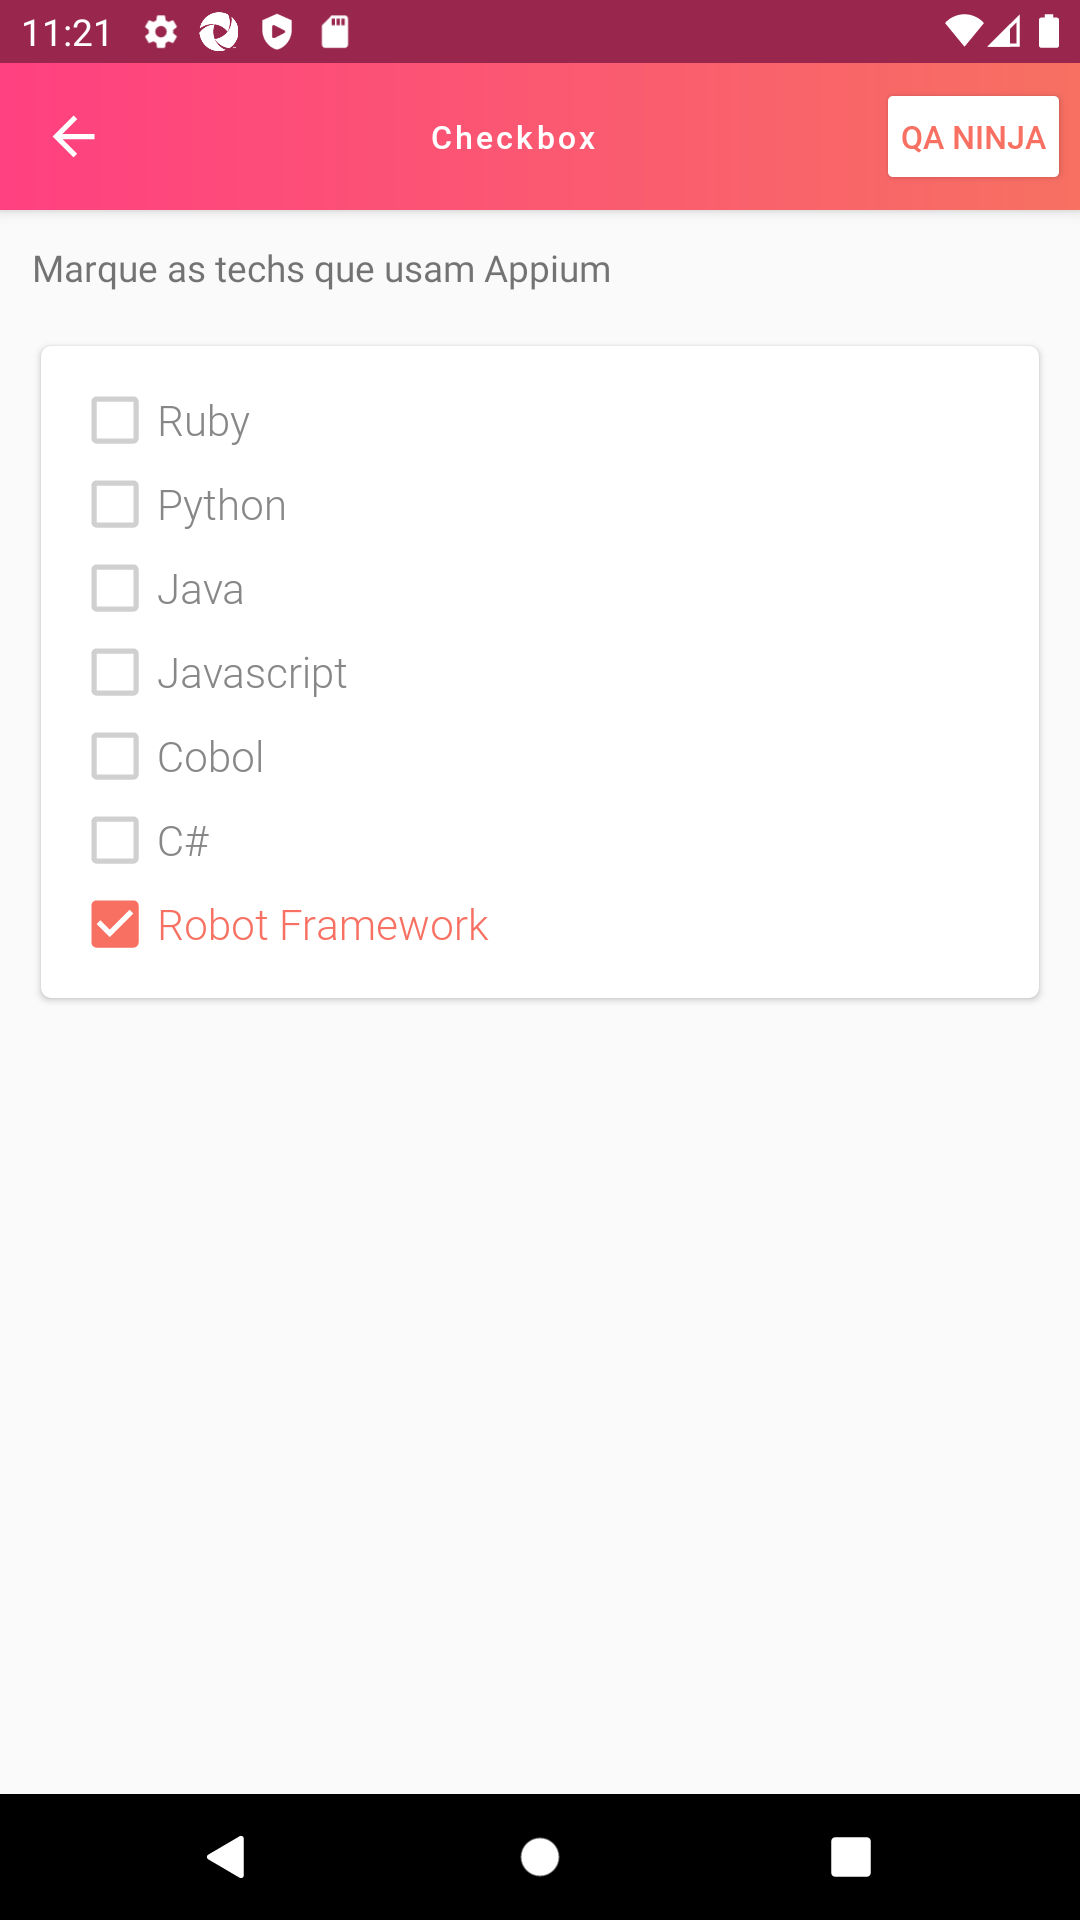 11:21
Checkbox
QA NINJA
Marque as techs que usam Appium
Ruby
Python
Java
Javascript
Cobol
C#
Robot Framework